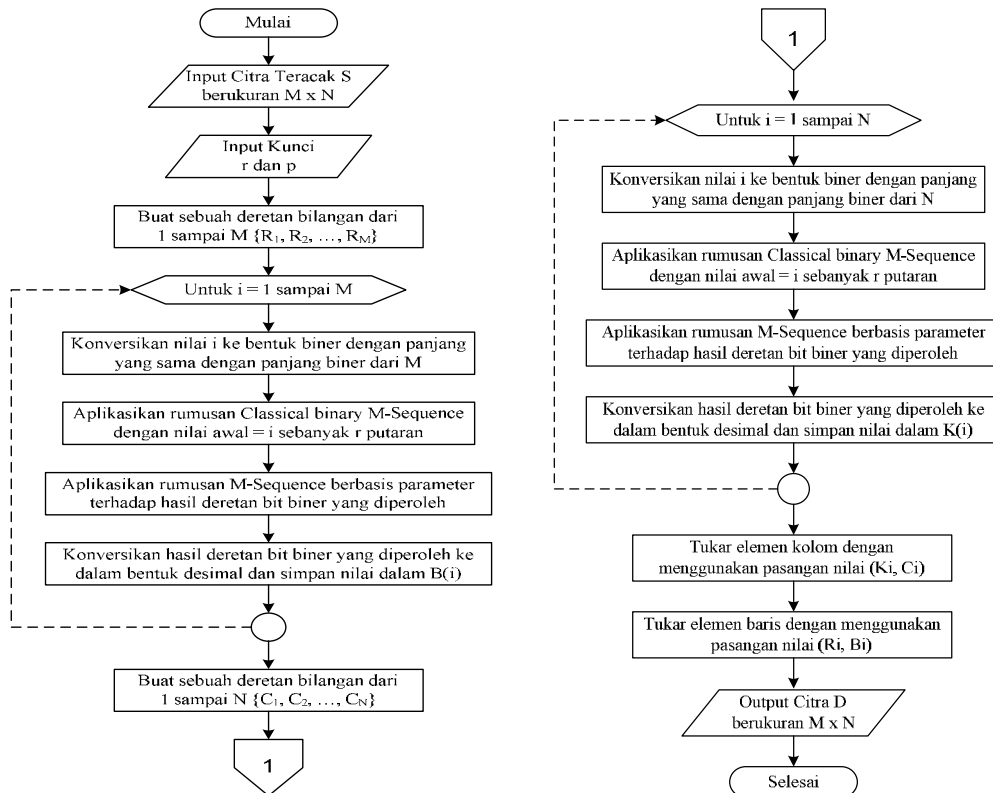 Mulai
Input Citra Teracak S
berukuran M x N
Input Kunci
r dan p
Buat sebuah deretan bilangan dari
1 sampai M {R₁, R₂, ..., R_M}
Untuk i = 1 sampai M
Konversikan nilai i ke bentuk biner dengan panjang
yang sama dengan panjang biner dari M
Aplikasikan rumusan Classical binary M-Sequence
dengan nilai awal = i sebanyak r putaran
Aplikasikan rumusan M-Sequence berbasis parameter
terhadap hasil deretan bit biner yang diperoleh
Konversikan hasil deretan bit biner yang diperoleh ke
dalam bentuk desimal dan simpan nilai dalam B(i)
Buat sebuah deretan bilangan dari
1 sampai N {C₁, C₂, ..., C_N}
1
1
Untuk i = 1 sampai N
Konversikan nilai i ke bentuk biner dengan panjang
yang sama dengan panjang biner dari N
Aplikasikan rumusan Classical binary M-Sequence
dengan nilai awal = i sebanyak r putaran
Aplikasikan rumusan M-Sequence berbasis parameter
terhadap hasil deretan bit biner yang diperoleh
Konversikan hasil deretan bit biner yang diperoleh ke
dalam bentuk desimal dan simpan nilai dalam K(i)
Tukar elemen kolom dengan
menggunakan pasangan nilai (Ki, Ci)
Tukar elemen baris dengan menggunakan
pasangan nilai (Ri, Bi)
Output Citra D
berukuran M x N
Selesai